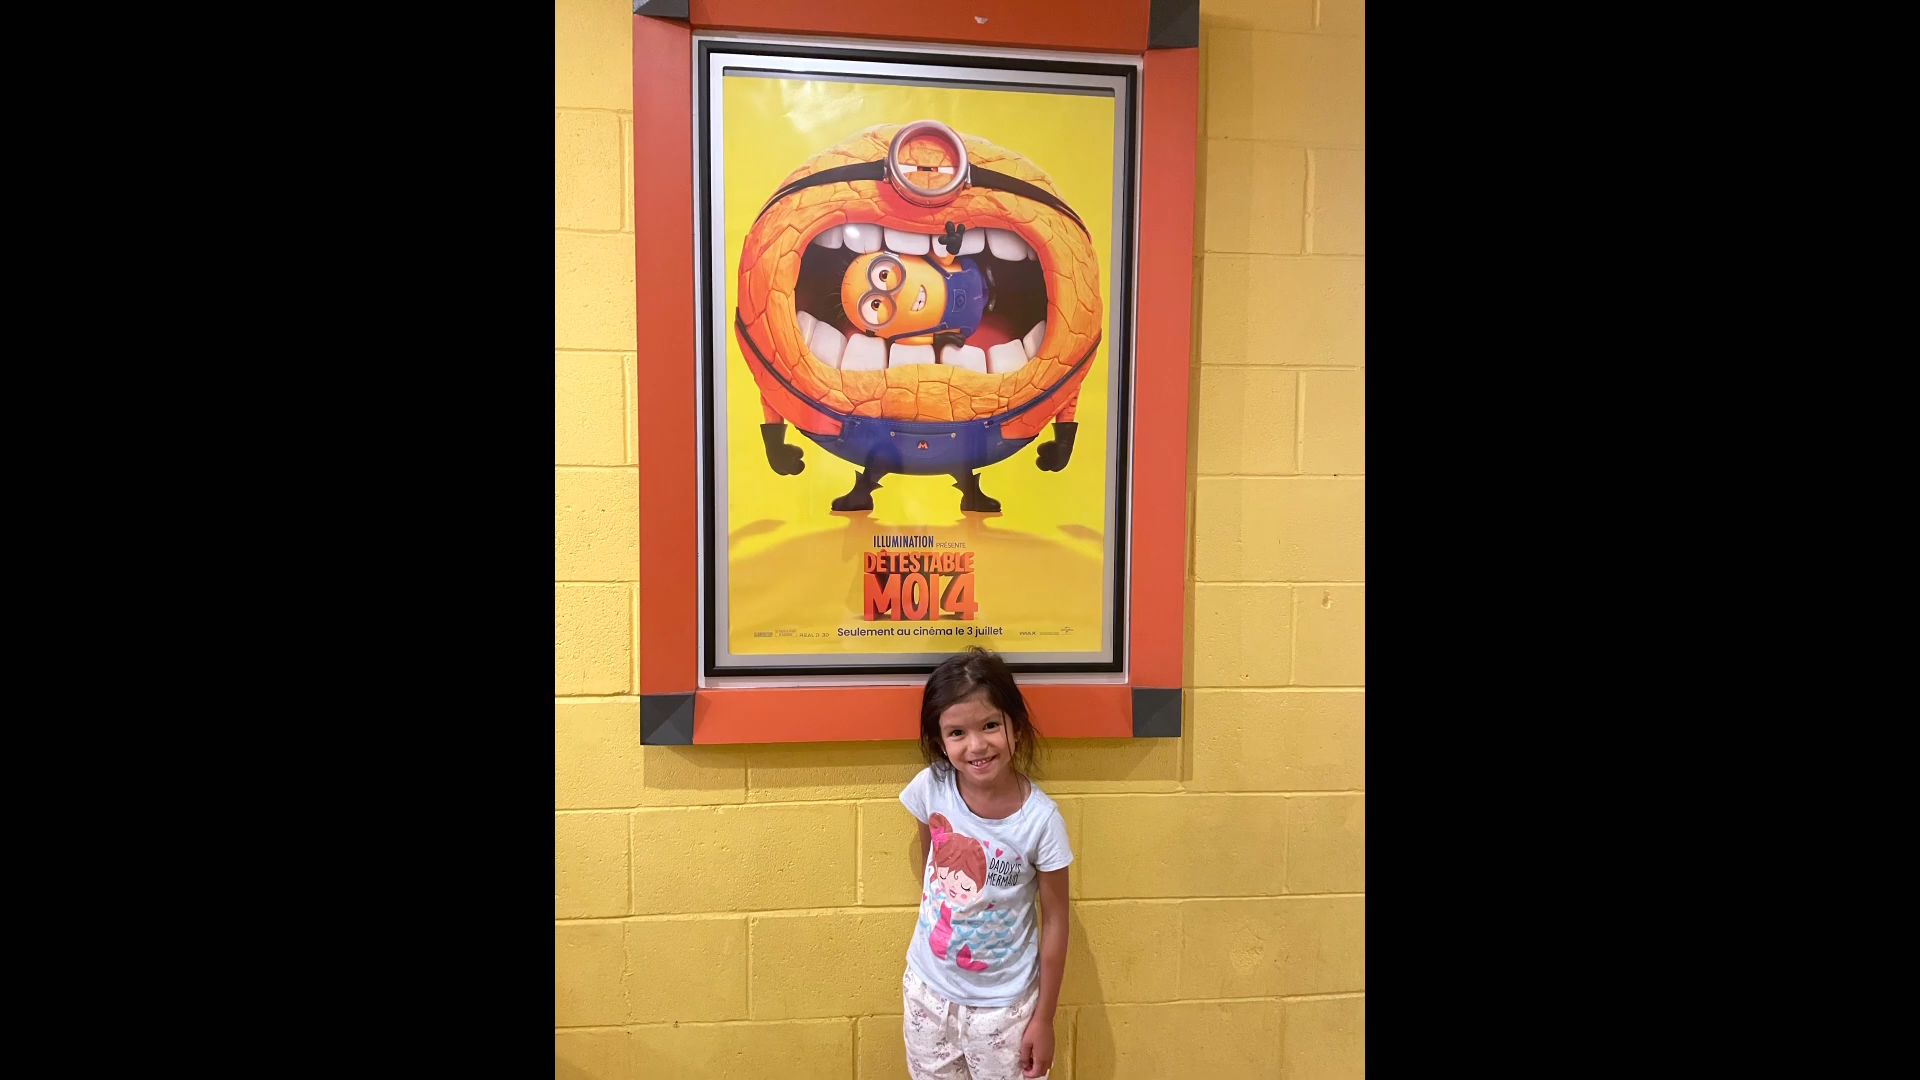 M
ILLUMINATION PRÉSENTE
DÉTESTABLE
MOI 4
Seulement au cinéma le 3 juillet
DADDY'S
MERMAID